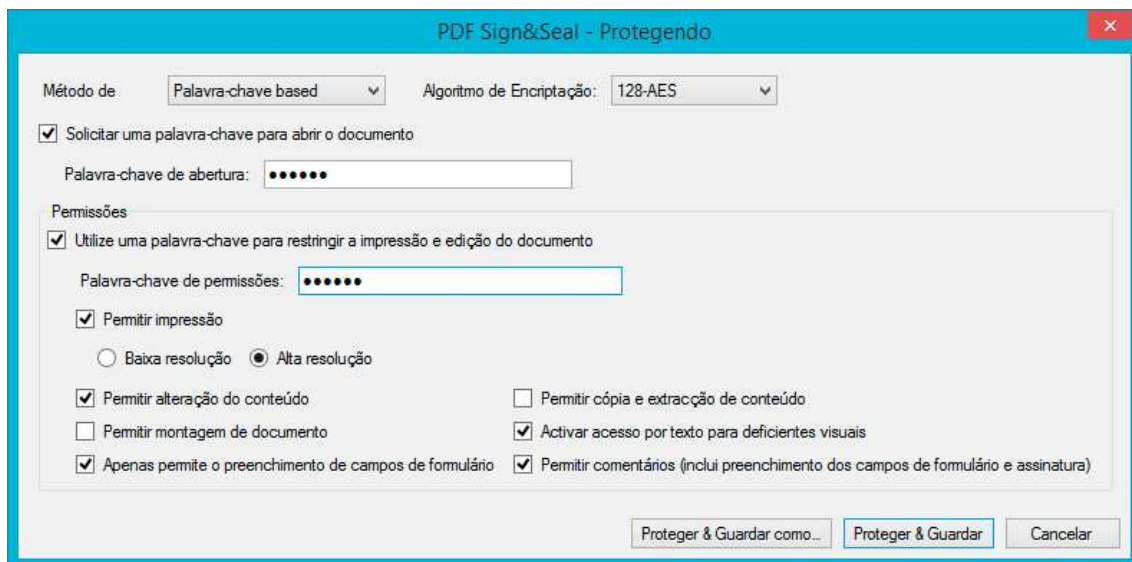 PDF Sign&Seal - Protegendo
Método de Palavra-chave based Algoritmo de Encriptação: 128-AES
Solicitar uma palavra-chave para abrir o documento
Palavra-chave de abertura: ●●●●●●
Permissões
Utilize uma palavra-chave para restringir a impressão e edição do documento
Palavra-chave de permissões: ●●●●●●
Permitir impressão
Baixa resolução Alta resolução
Permitir alteração do conteúdo Permitir cópia e extracção de conteúdo
Permitir montagem de documento Activar acesso por texto para deficientes visuais
Apenas permite o preenchimento de campos de formulário Permitir comentários (inclui preenchimento dos campos de formulário e assinatura)
Proteger & Guardar como... Proteger & Guardar Cancelar